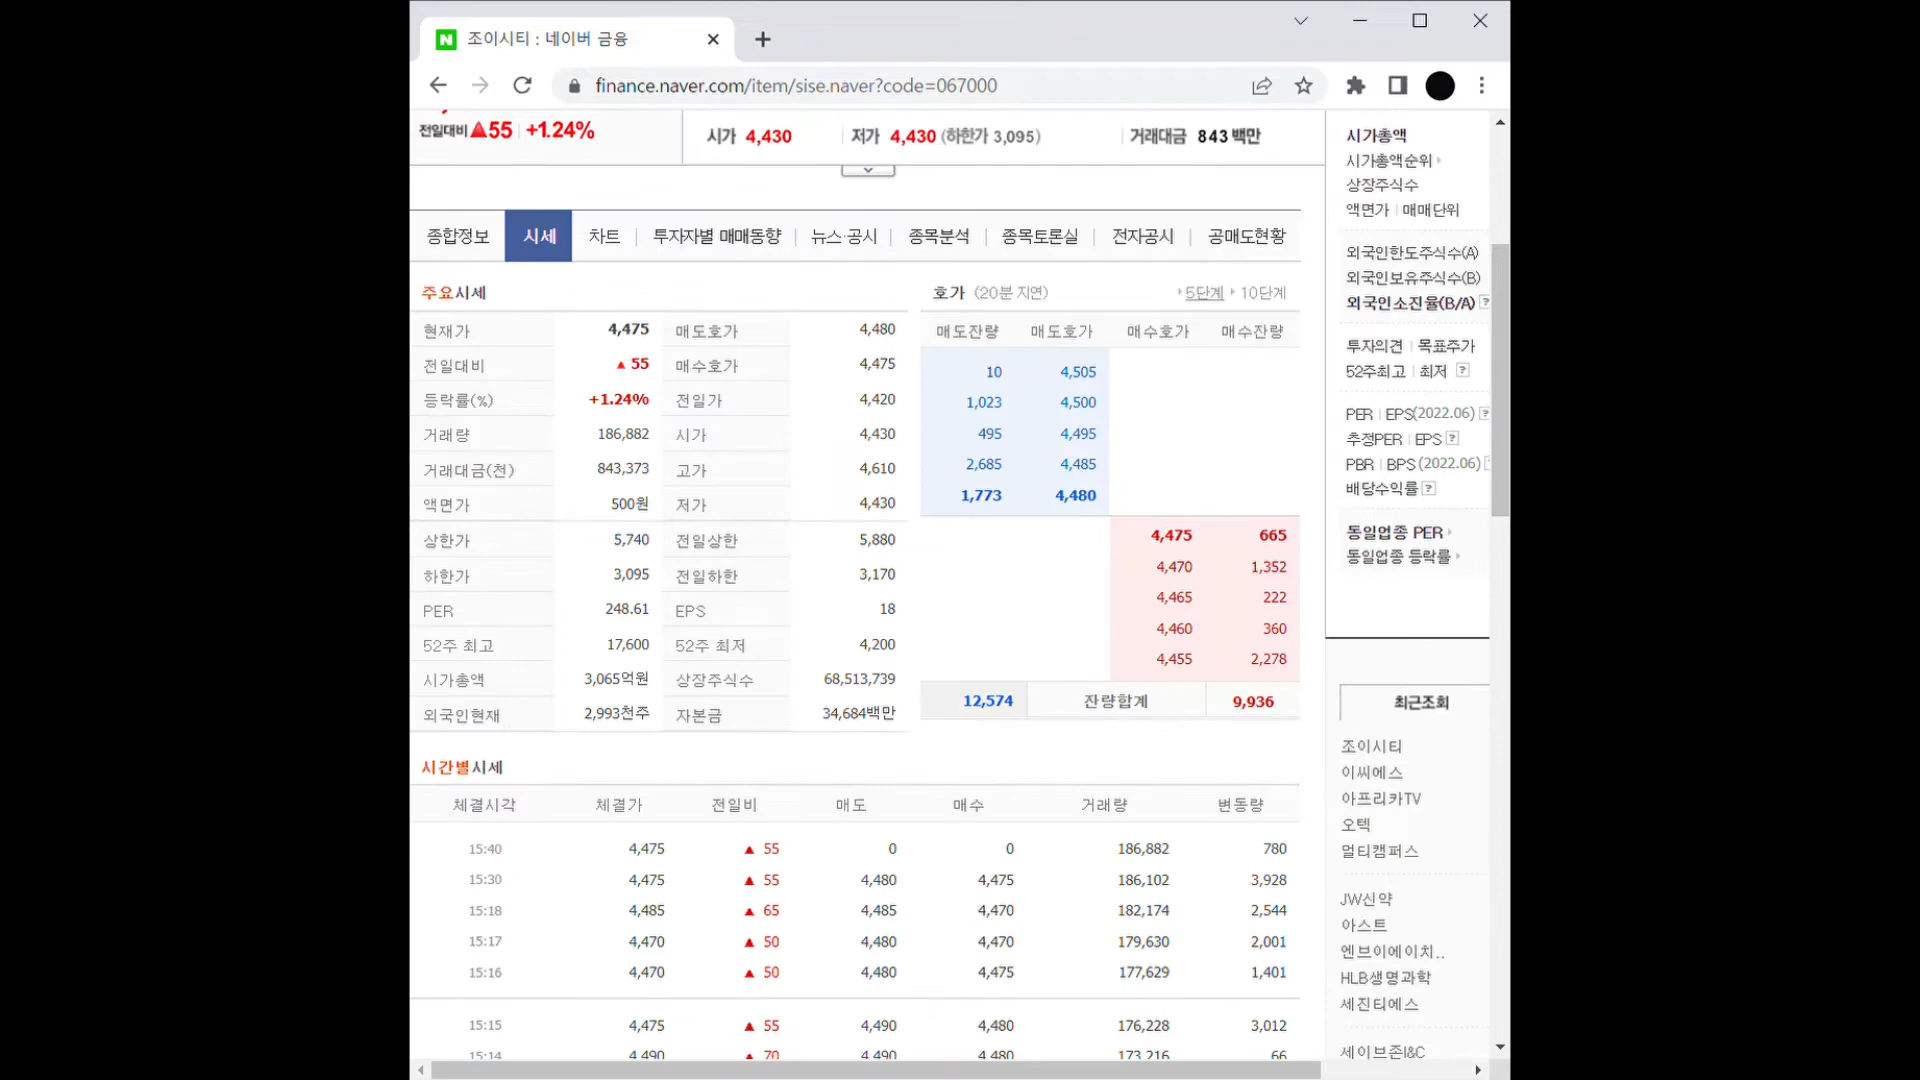 조이시티 : 네이버 금융
finance.naver.com/item/sise.naver?code=067000
전일대비 ▲55 +1.24%
시가 4,430 저가 4,430 (하한가 3,095) 거래대금 843 백만
종합정보 시세 차트 투자자별 매매동향 뉴스·공시 종목분석 종목토론실 전자공시 공매도현황
주요시세
현재가 4,475 매도호가 4,480
전일대비 ▲ 55 매수호가 4,475
등락률(%) +1.24% 전일가 4,420
거래량 186,882 시가 4,430
거래대금(천) 843,373 고가 4,610
액면가 500원 저가 4,430
상한가 5,740 전일상한 5,880
하한가 3,095 전일하한 3,170
PER 248.61 EPS 18
52주 최고 17,600 52주 최저 4,200
시가총액 3,065억원 상장주식수 68,513,739
외국인현재 2,993천주 자본금 34,684백만
호가 (20분 지연) 5단계 10단계
매도잔량 매도호가 매수호가 매수잔량
10 4,505
1,023 4,500
495 4,495
2,685 4,485
1,773 4,480
4,475 665
4,470 1,352
4,465 222
4,460 360
4,455 2,278
12,574 잔량합계 9,936
시간별시세
체결시각 체결가 전일비 매도 매수 거래량 변동량
15:40 4,475 ▲ 55 0 0 186,882 780
15:30 4,475 ▲ 55 4,480 4,475 186,102 3,928
15:18 4,485 ▲ 65 4,485 4,470 182,174 2,544
15:17 4,470 ▲ 50 4,480 4,470 179,630 2,001
15:16 4,470 ▲ 50 4,480 4,475 177,629 1,401
15:15 4,475 ▲ 55 4,490 4,480 176,228 3,012
15:14 4,490 ▲ 70 4,490 4,480 173,216 66
시가총액
시가총액순위
상장주식수
액면가 | 매매단위
외국인한도주식수(A)
외국인보유주식수(B)
외국인소진율(B/A) ?
투자의견 | 목표주가
52주최고 | 최저 ?
PER | EPS(2022.06) ?
추정PER | EPS ?
PBR | BPS (2022.06)
배당수익률 ?
동일업종 PER
동일업종 등락률
최근조회
조이시티
이씨에스
아프리카TV
오텍
멀티캠퍼스
JW신약
아스트
엔브이에이치..
HLB생명과학
세진티에스
세이브존I&C